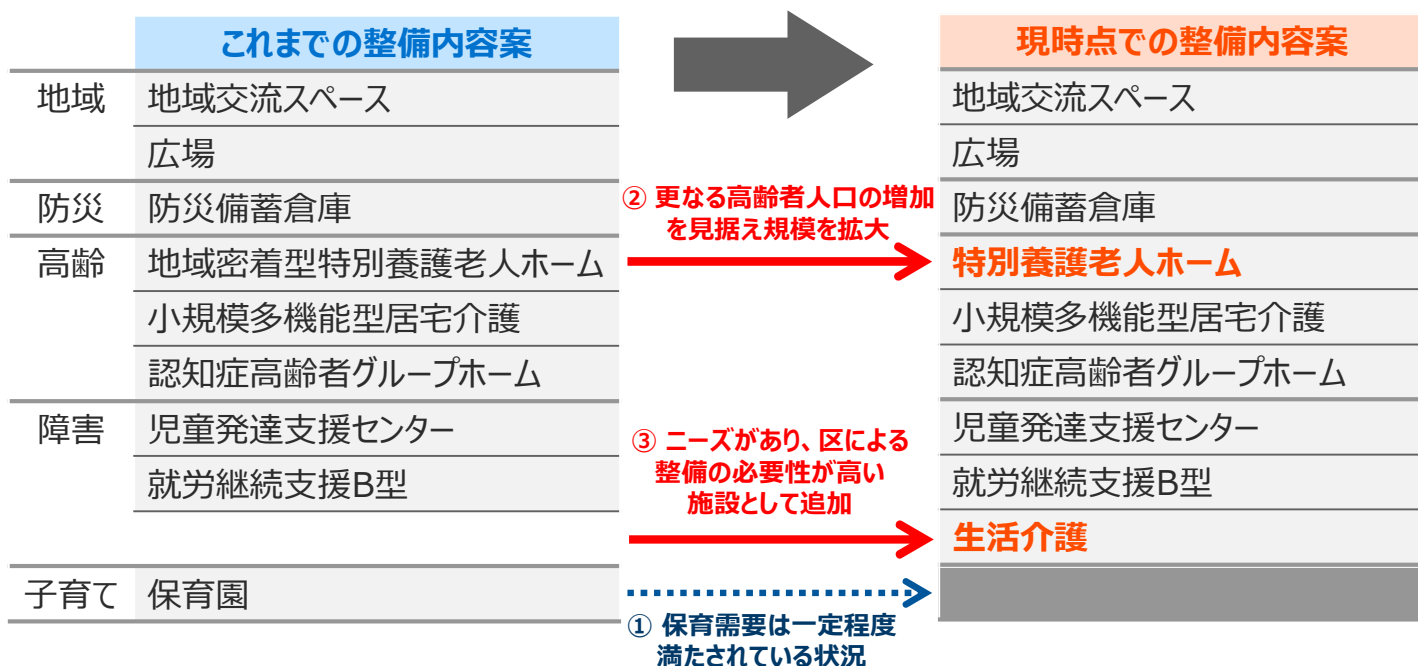 これまでの整備内容案
現時点での整備内容案
地域
地域交流スペース
地域交流スペース
広場
広場
防災
防災備蓄倉庫
② 更なる高齢者人口の増加
を見据え規模を拡大
防災備蓄倉庫
高齢
地域密着型特別養護老人ホーム
特別養護老人ホーム
小規模多機能型居宅介護
小規模多機能型居宅介護
認知症高齢者グループホーム
認知症高齢者グループホーム
障害
児童発達支援センター
児童発達支援センター
③ ニーズがあり、区による
整備の必要性が高い
施設として追加
就労継続支援B型
就労継続支援B型
生活介護
子育て
保育園
① 保育需要は一定程度
満たされている状況